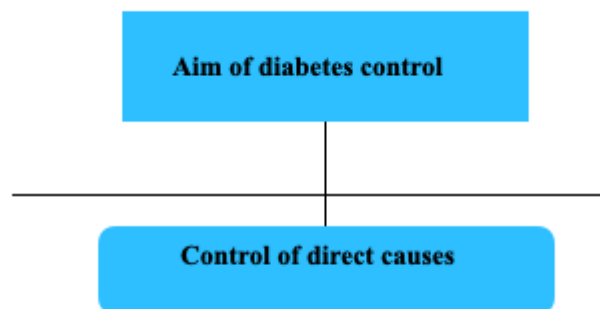 Aim of diabetes control
Control of direct causes